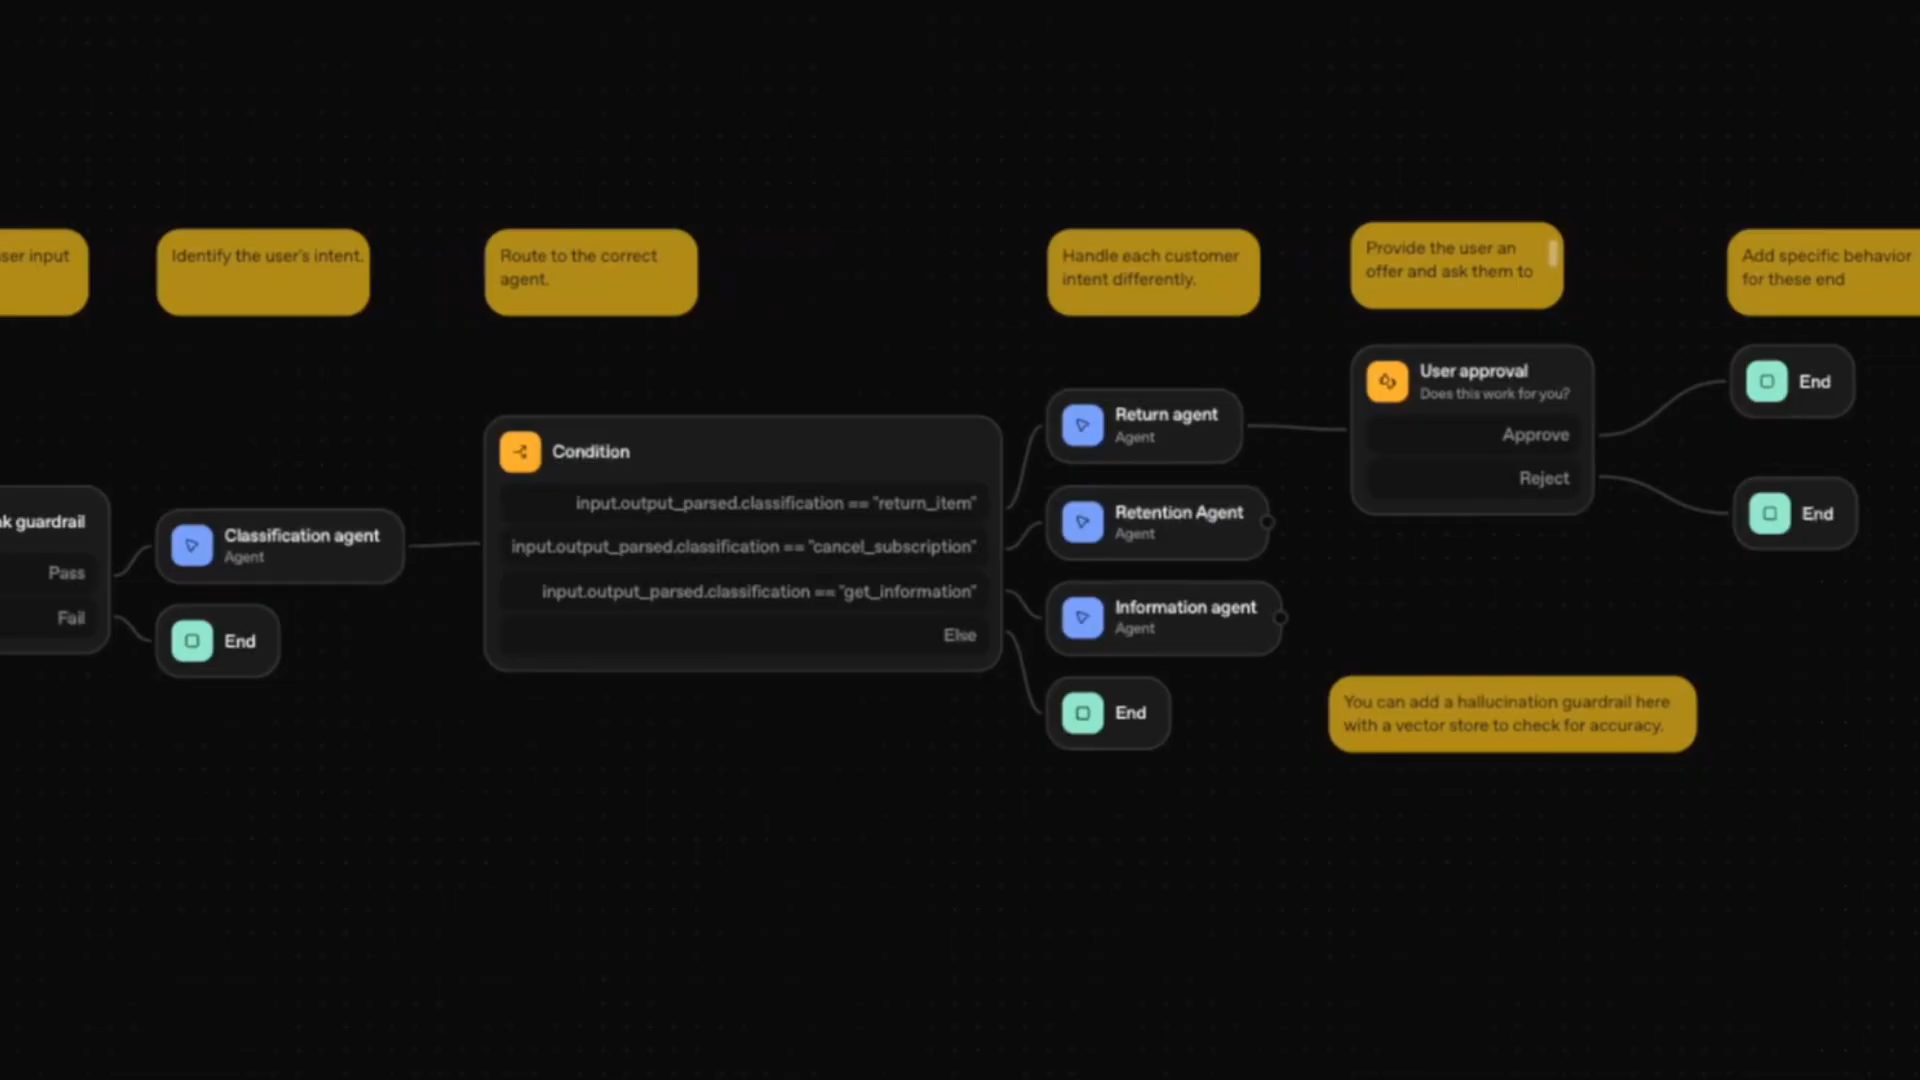 ser input
Identify the user's intent.
Route to the correct
agent.
Handle each customer
intent differently.
Provide the user an
offer and ask them to
Add specific behavior
for these end
guardrail
Pass
Fail
Classification agent
Agent
End
Condition
input.output_parsed.classification == "return_item"
input.output_parsed.classification == "cancel_subscription"
input.output_parsed.classification == "get_information"
Else
Return agent
Agent
Retention Agent
Agent
Information agent
Agent
End
User approval
Does this work for you?
Approve
Reject
End
End
You can add a hallucination guardrail here
with a vector store to check for accuracy.